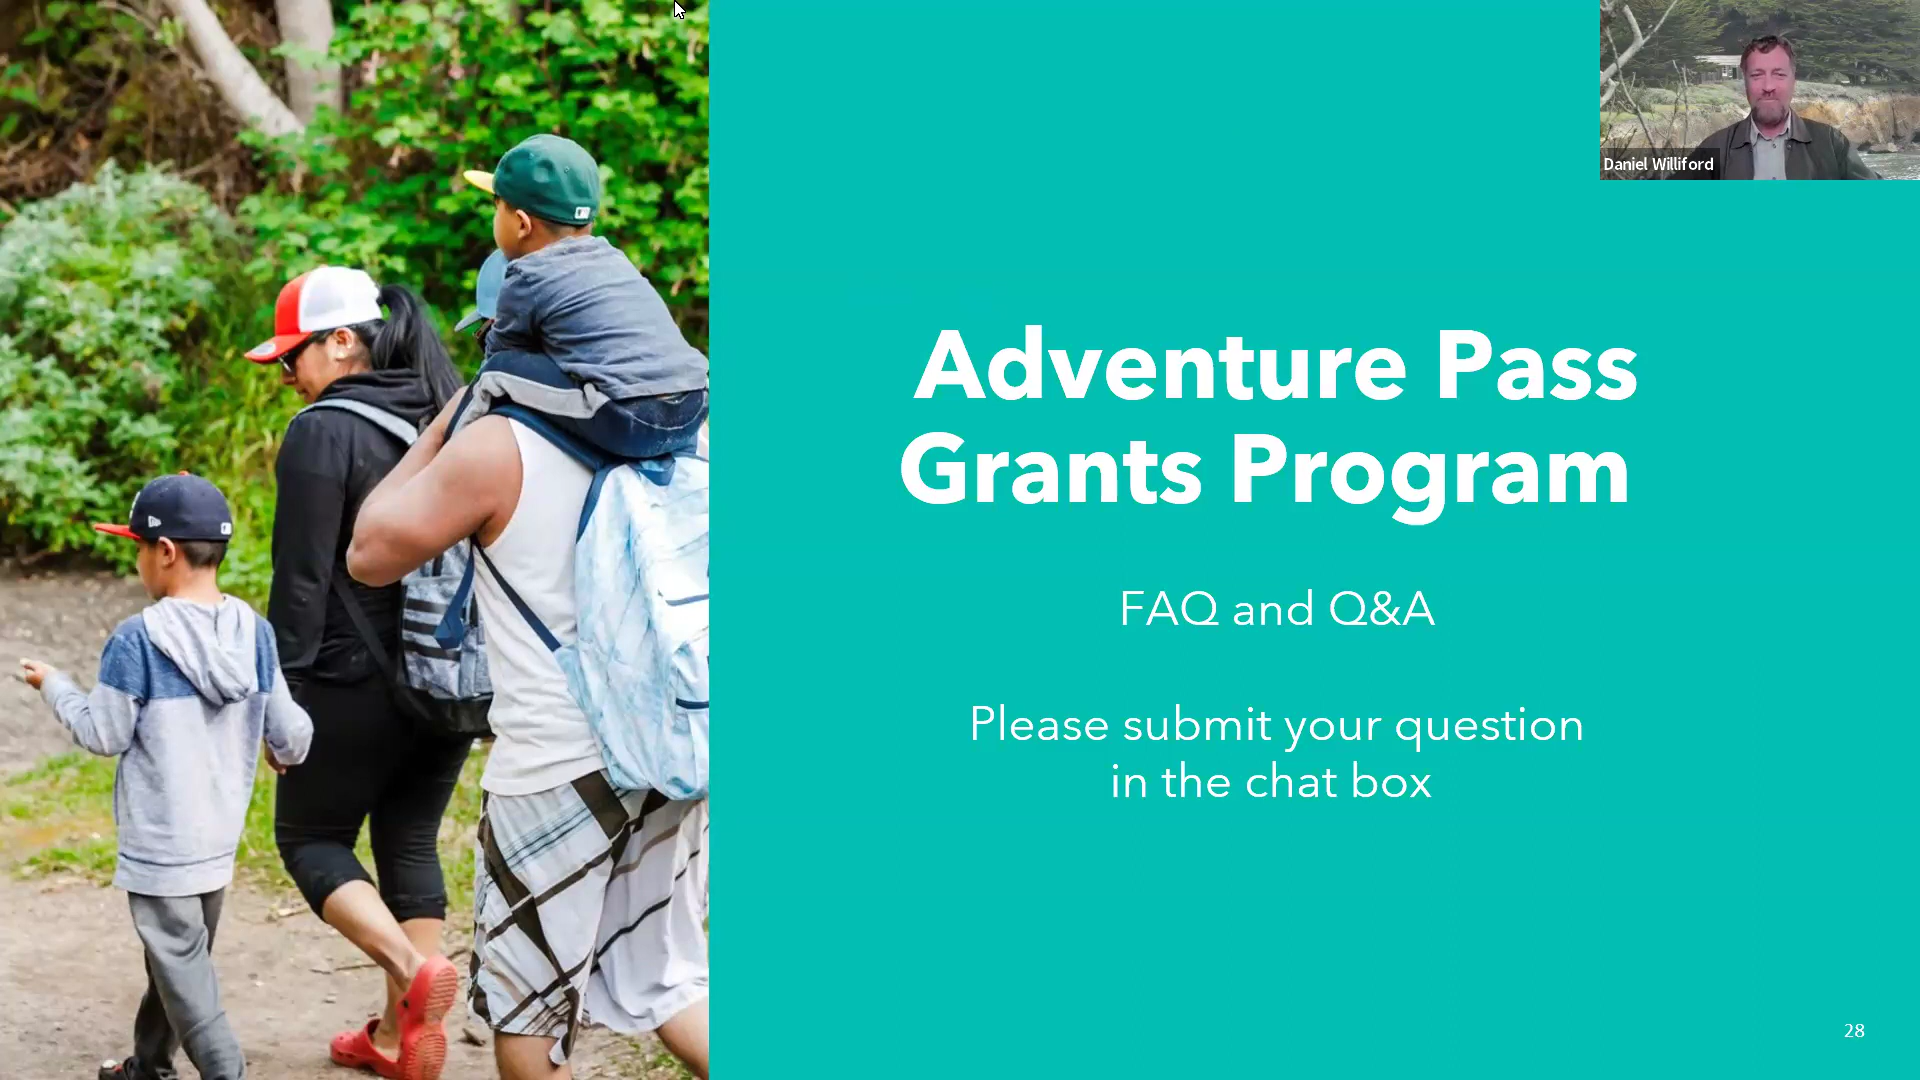 Daniel Williford
Adventure Pass
Grants Program
FAQ and Q&A
Please submit your question
in the chat box
28